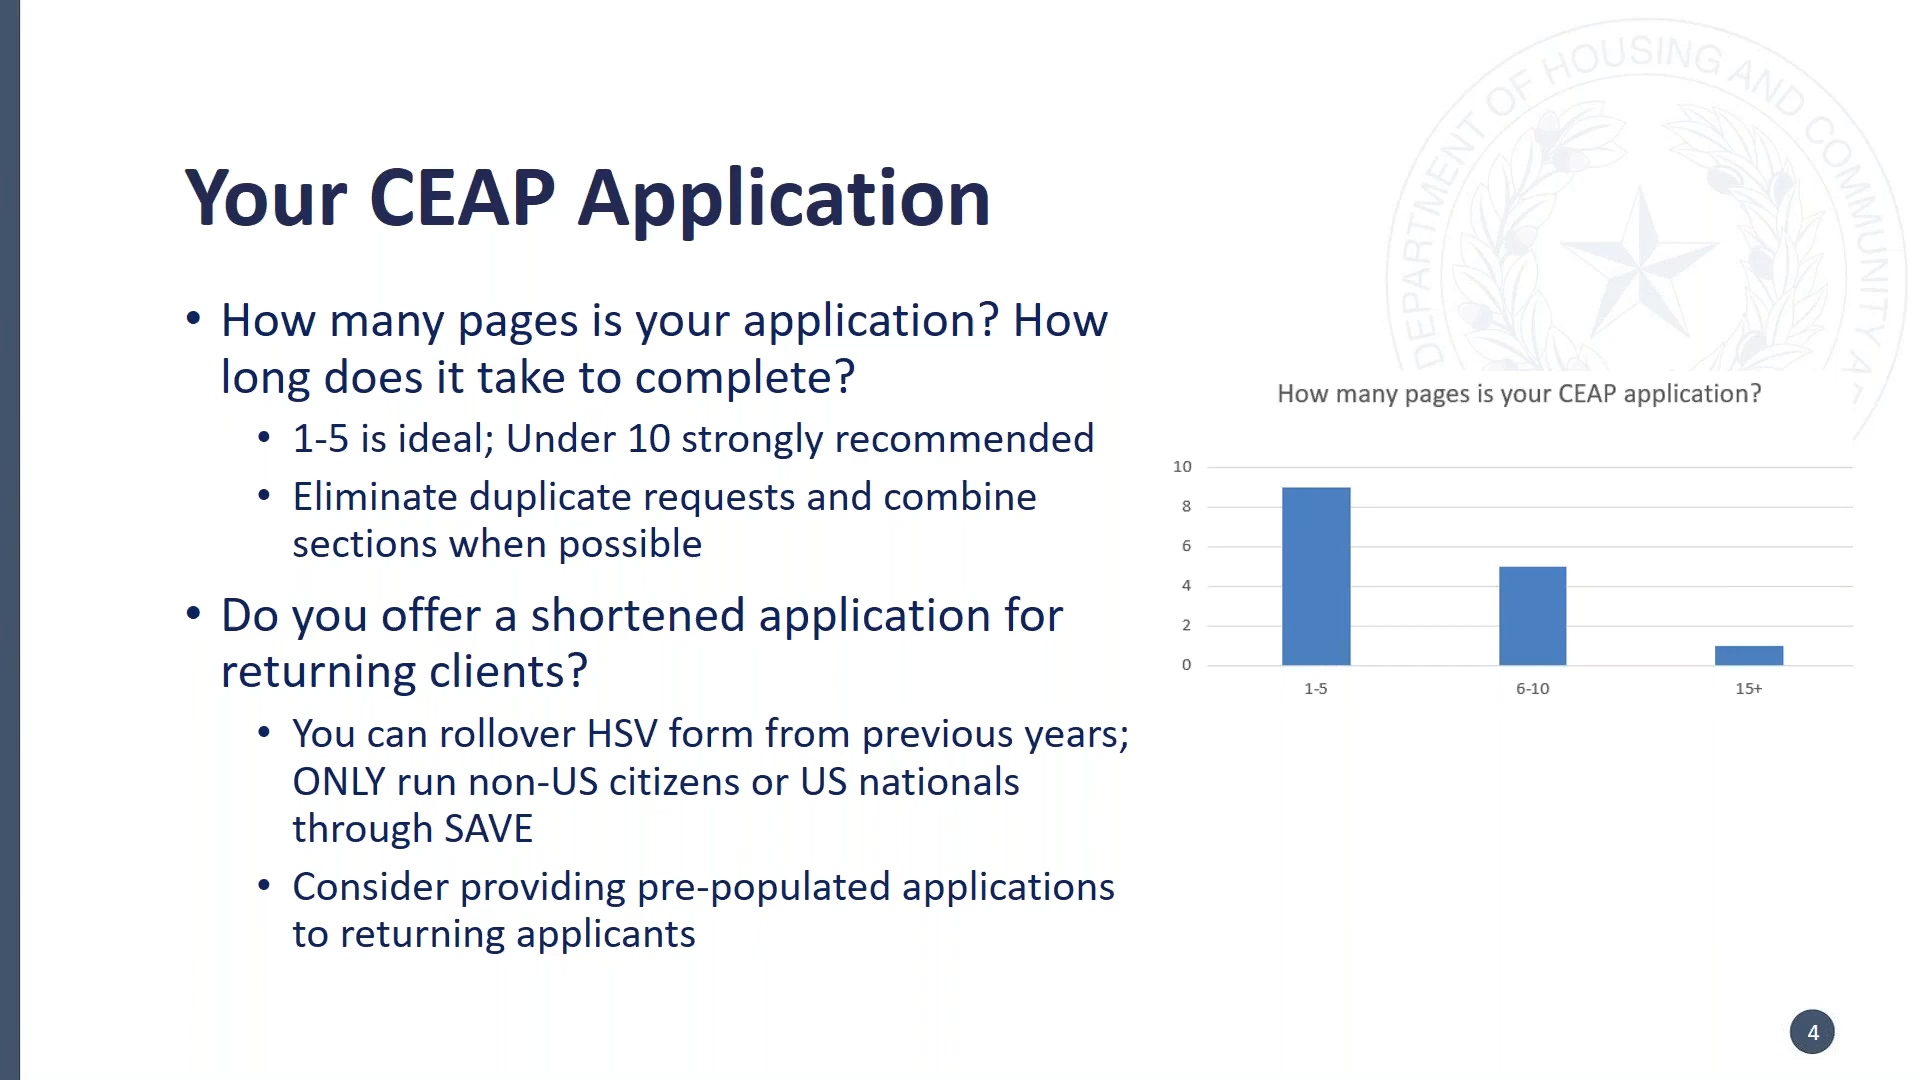 DEPARTMENT OF HOUSING AND COMMUNITY
Your CEAP Application
• How many pages is your application? How
long does it take to complete?
• 1-5 is ideal; Under 10 strongly recommended
• Eliminate duplicate requests and combine
sections when possible
• Do you offer a shortened application for
returning clients?
• You can rollover HSV form from previous years;
ONLY run non-US citizens or US nationals
through SAVE
• Consider providing pre-populated applications
to returning applicants
How many pages is your CEAP application?
10
8
6
4
2
0
1-5 6-10 15+
4